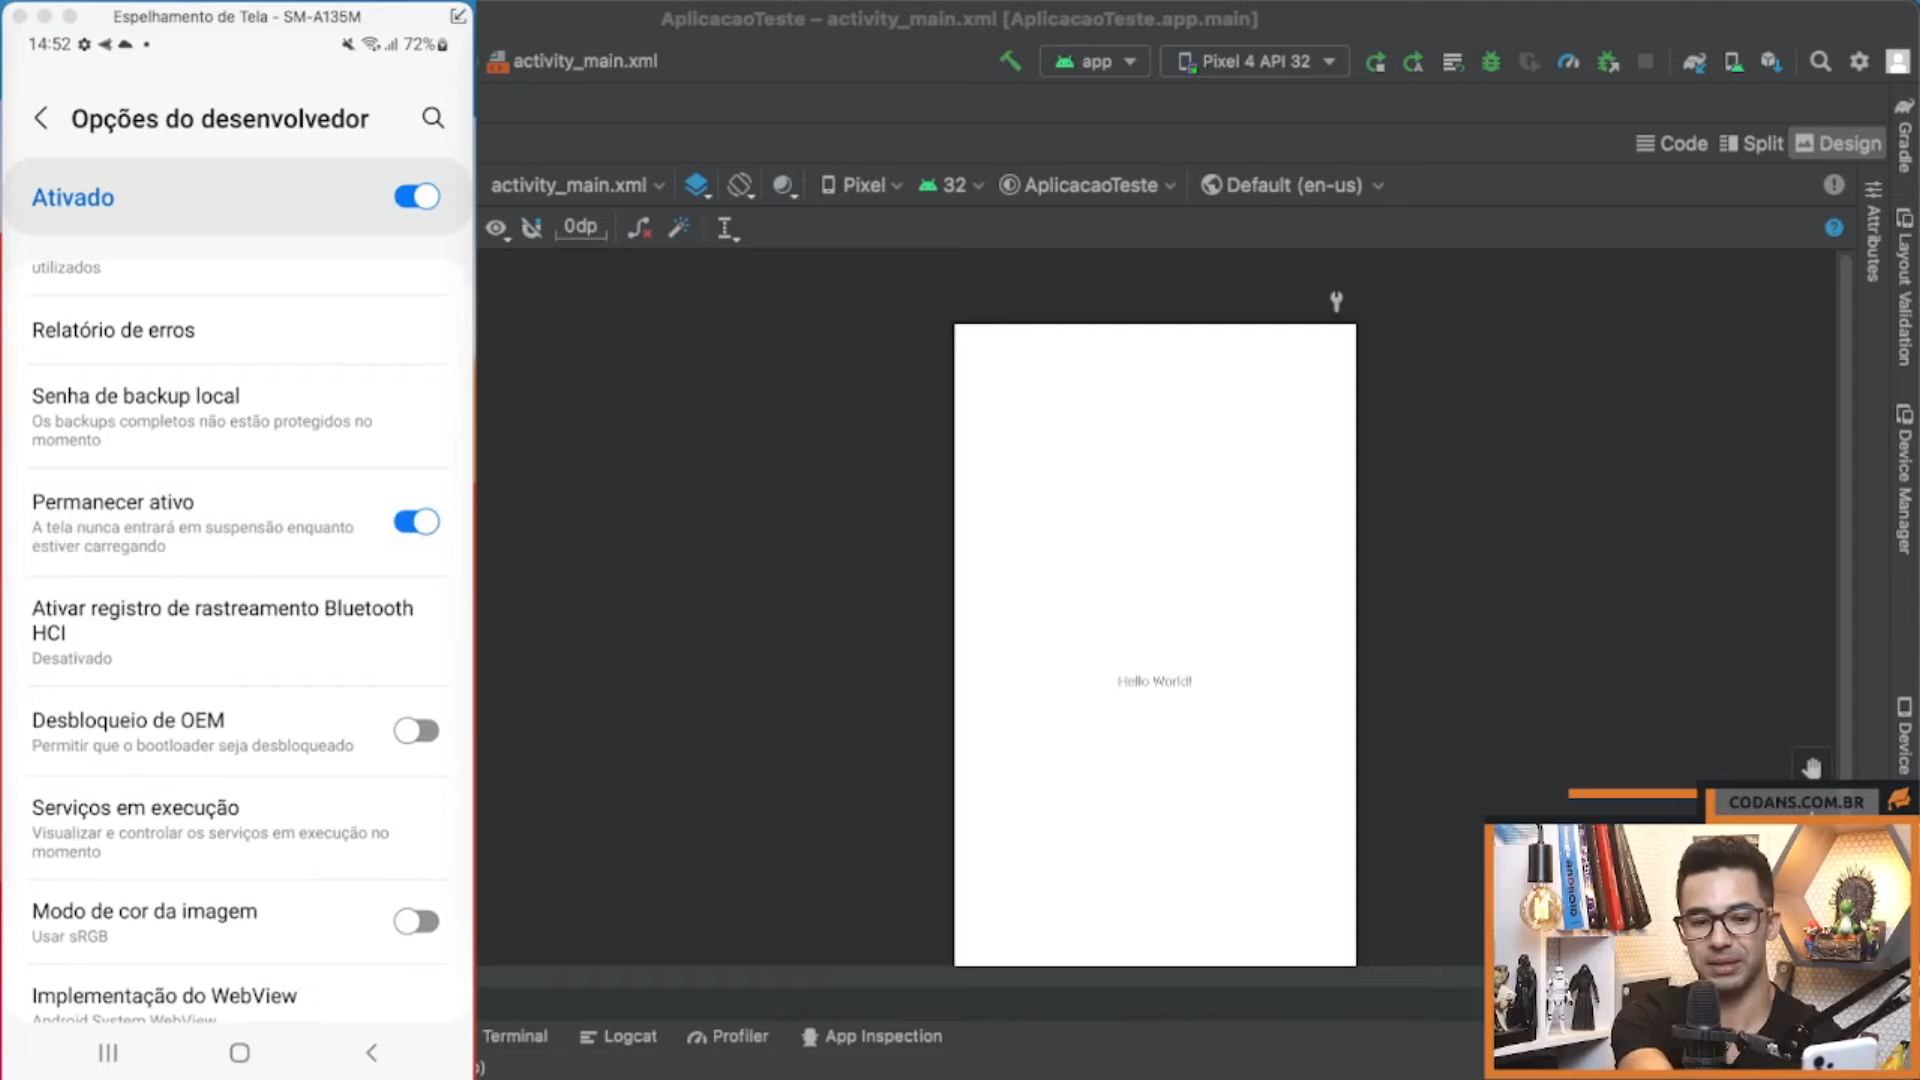 Espelhamento de Tela - SM-A135M
14:52
72%
Opções do desenvolvedor
Ativado
utilizados
Relatório de erros
Senha de backup local
Os backups completos não estão protegidos no
momento
Permanecer ativo
A tela nunca entrará em suspensão enquanto
estiver carregando
Ativar registro de rastreamento Bluetooth
HCI
Desativado
Desbloqueio de OEM
Permitir que o bootloader seja desbloqueado
Serviços em execução
Visualizar e controlar os serviços em execução no
momento
Modo de cor da imagem
Usar sRGB
Implementação do WebView
Android System WebView
AplicacaoTeste – activity_main.xml [AplicacaoTeste.app.main]
activity_main.xml
app
Pixel 4 API 32
Code
Split
Design
activity_main.xml
Pixel
32
AplicacaoTeste
Default (en-us)
0dp
Hello World!
Gradle
Attributes
Layout Validation
Device Manager
Device
Terminal
Logcat
Profiler
App Inspection
CODANS.COM.BR
ANDROID